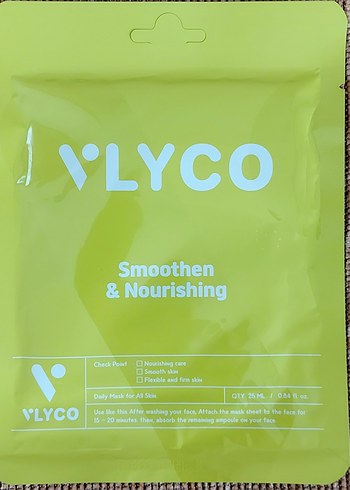 VLYCO
Smoothen
& Nourishing
Check Point □ Nourishing care
□ Smooth skin
□ Flexible and firm skin
VLYCO
Daily Mask for All Skin QTY. 25 ML / 0.84 fl. oz.
Use like this After washing your face, Attach the mask sheet to the face for
15 - 20 minutes, then, absorb the remaining ampoule on your face.